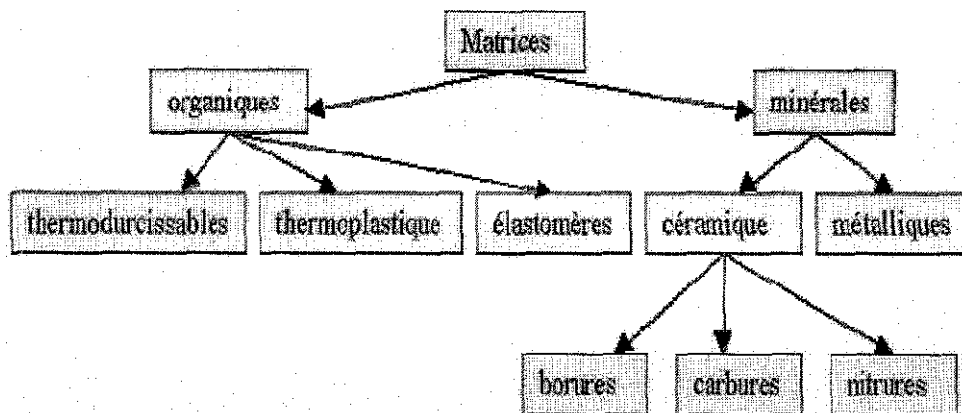 Matrices
organiques
minérales
thermodurcissables
thermoplastique
élastomères
céramique
métalliques
borures
carbures
nitrures